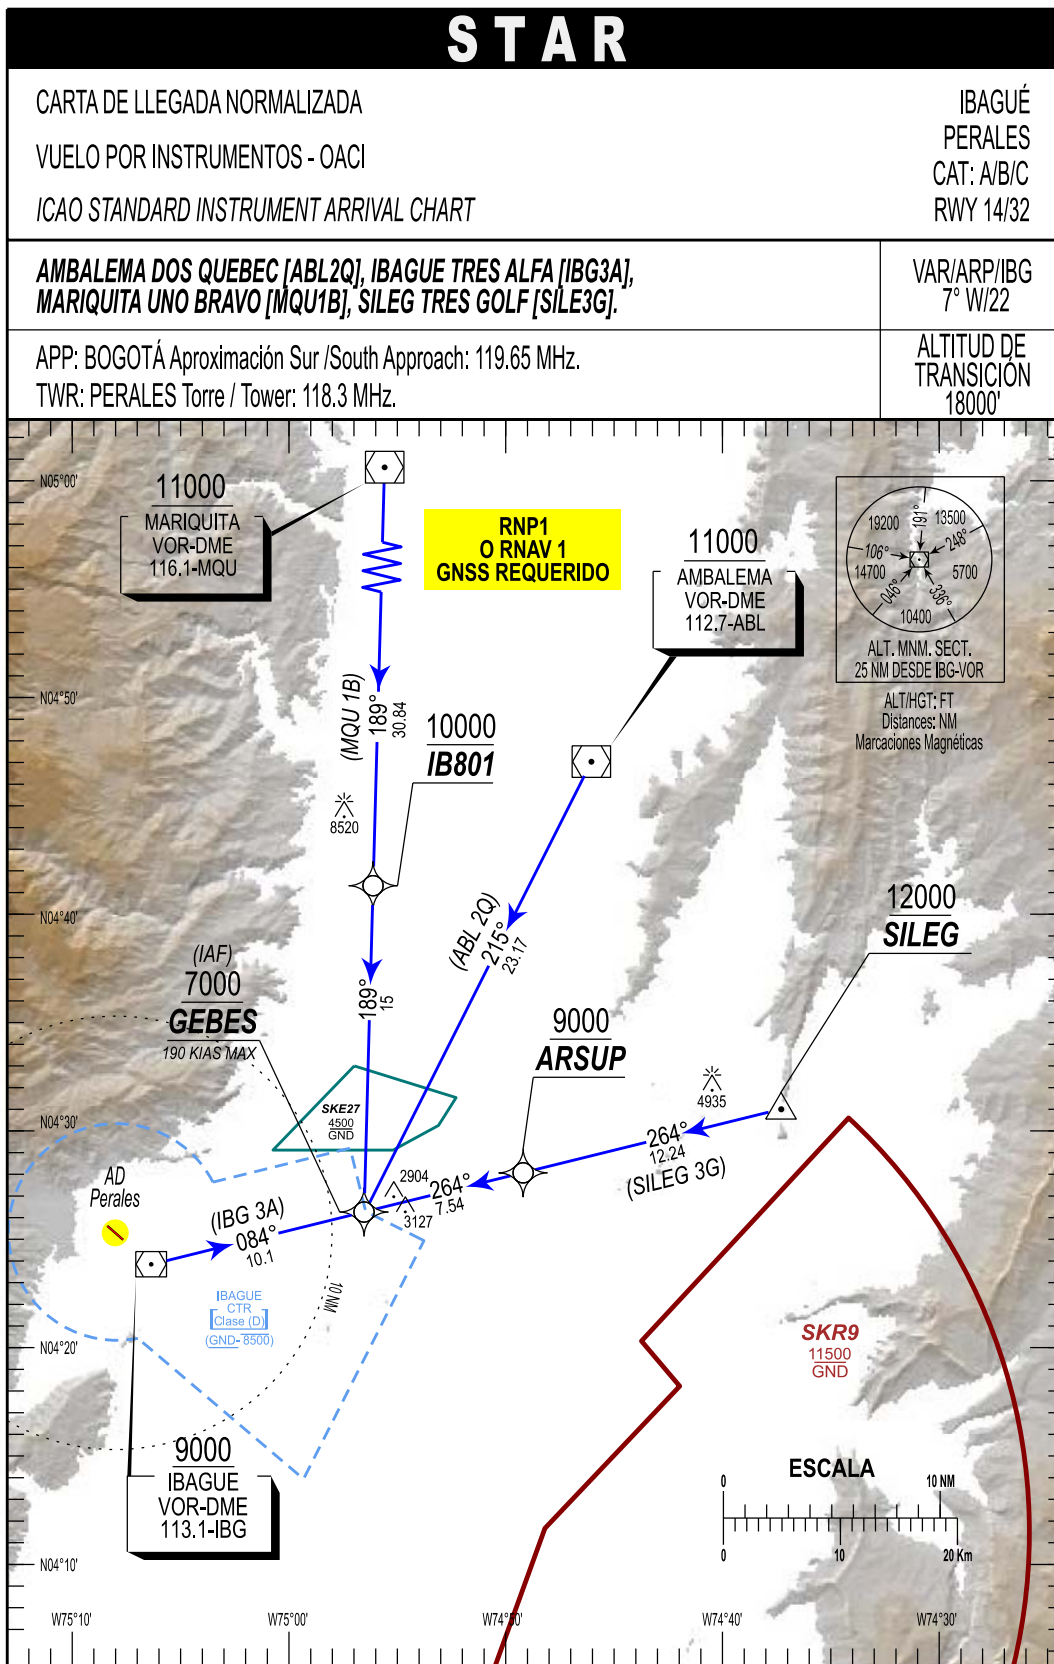 STAR
CARTA DE LLEGADA NORMALIZADA
VUELO POR INSTRUMENTOS - OACI
ICAO STANDARD INSTRUMENT ARRIVAL CHART
IBAGUÉ
PERALES
CAT: A/B/C
RWY 14/32
AMBALEMA DOS QUEBEC [ABL2Q], IBAGUE TRES ALFA [IBG3A],
MARIQUITA UNO BRAVO [MQU1B], SILEG TRES GOLF [SILE3G].
VAR/ARP/IBG
7° W/22
APP: BOGOTÁ Aproximación Sur /South Approach: 119.65 MHz.
TWR: PERALES Torre / Tower: 118.3 MHz.
ALTITUD DE
TRANSICIÓN
18000'
N05°00'
11000
MARIQUITA
VOR-DME
116.1-MQU
RNP1
O RNAV 1
GNSS REQUERIDO
11000
AMBALEMA
VOR-DME
112.7-ABL
19200
191°
13500
106°
248°
14700
5700
046°
336°
10400
ALT. MNM. SECT.
25 NM DESDE IBG-VOR
ALT/HGT: FT
Distances: NM
Marcaciones Magnéticas
N04°50'
(MQU 1B)
189°
30.84
10000
IB801
8520
N04°40'
(ABL 2Q)
215°
23.17
12000
SILEG
(IAF)
7000
GEBES
190 KIAS MAX
189°
15
9000
ARSUP
4935
N04°30'
SKE27
4500
GND
264°
12.24
(SILEG 3G)
AD
Perales
2904
3127
264°
7.54
(IBG 3A)
084°
10.1
10 NM
IBAGUE
CTR
Clase (D)
(GND- 8500)
N04°20'
SKR9
11500
GND
9000
IBAGUE
VOR-DME
113.1-IBG
ESCALA
0
10 NM
0
10
20 Km
N04°10'
W75°10'
W75°00'
W74°50'
W74°40'
W74°30'